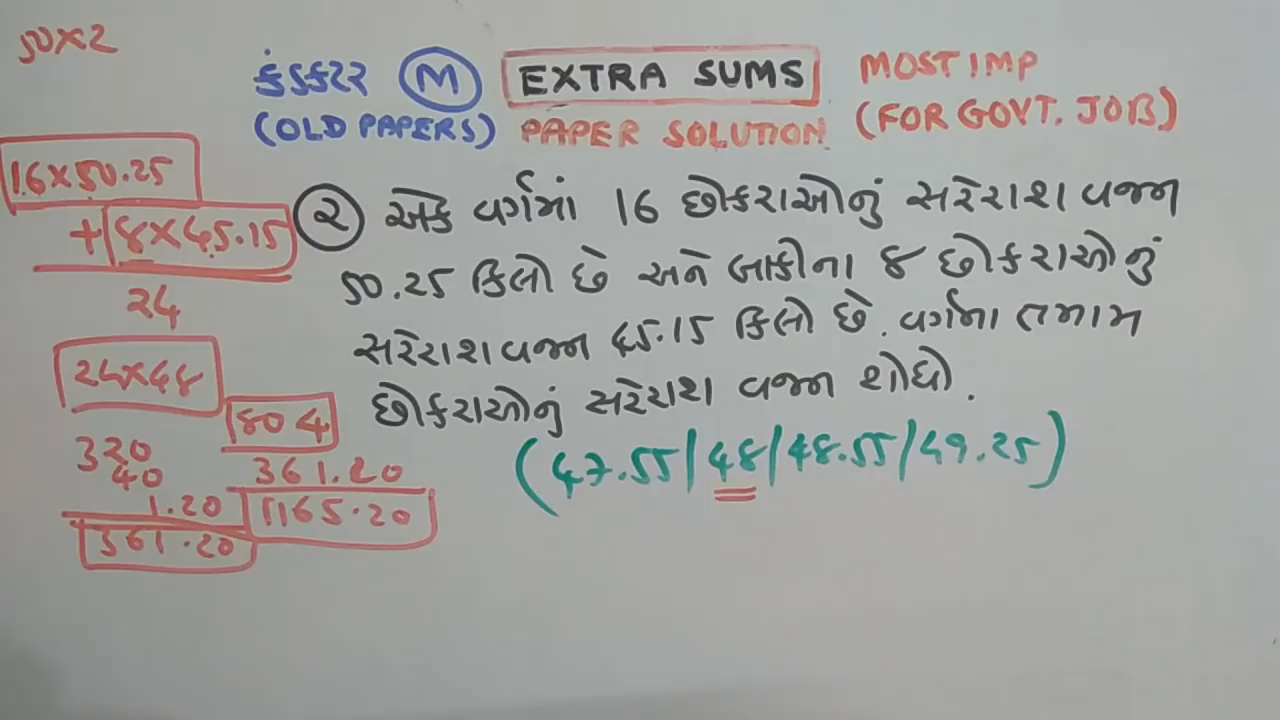 50x2
કંડકટર M EXTRA SUMS MOST IMP
(OLD PAPERS) PAPER SOLUTION (FOR GOVT. JOB)
16x50.25
+ 8x45.15
24
24x48
804
320
40
1.20
361.20
361.20
1165.20
૨ એક વર્ગમાં 16 છોકરાઓનું સરેરાશ વજન
50.25 કિલો છે અને બાકીના 8 છોકરાઓનું
સરેરાશ વજન 45.15 કિલો છે. વર્ગના તમામ
છોકરાઓનું સરેરાશ વજન શોધો.
(47.55/48/48.55/49.25)